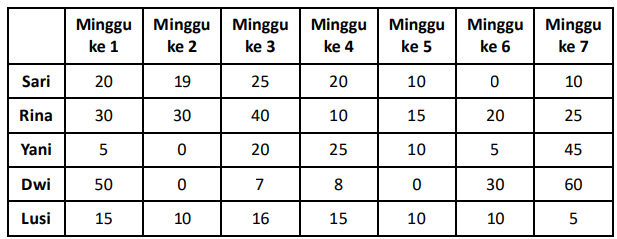 Minggu ke 1 Minggu ke 2 Minggu ke 3 Minggu ke 4 Minggu ke 5 Minggu ke 6 Minggu ke 7
Sari 20 19 25 20 10 0 10
Rina 30 30 40 10 15 20 25
Yani 5 0 20 25 10 5 45
Dwi 50 0 7 8 0 30 60
Lusi 15 10 16 15 10 10 5